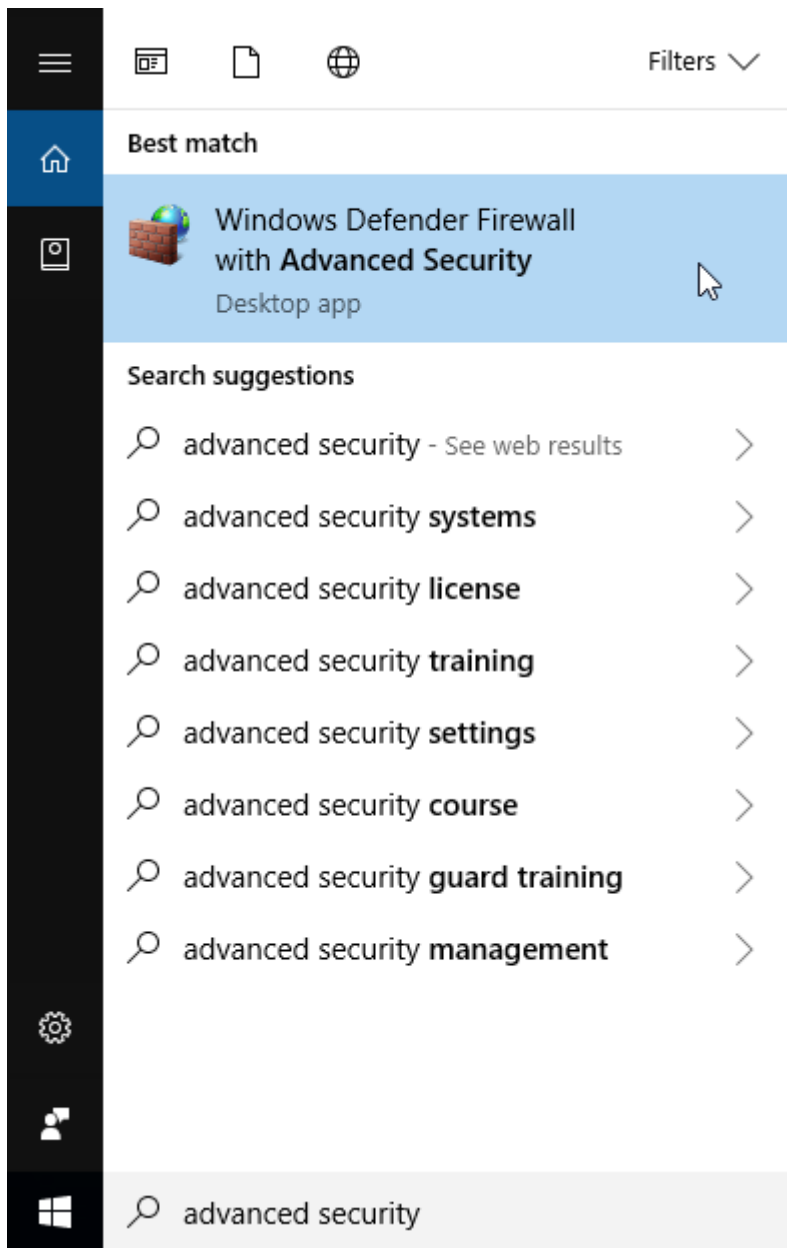 Filters
Best match
Windows Defender Firewall
with Advanced Security
Desktop app
Search suggestions
advanced security - See web results
advanced security systems
advanced security license
advanced security training
advanced security settings
advanced security course
advanced security guard training
advanced security management
advanced security